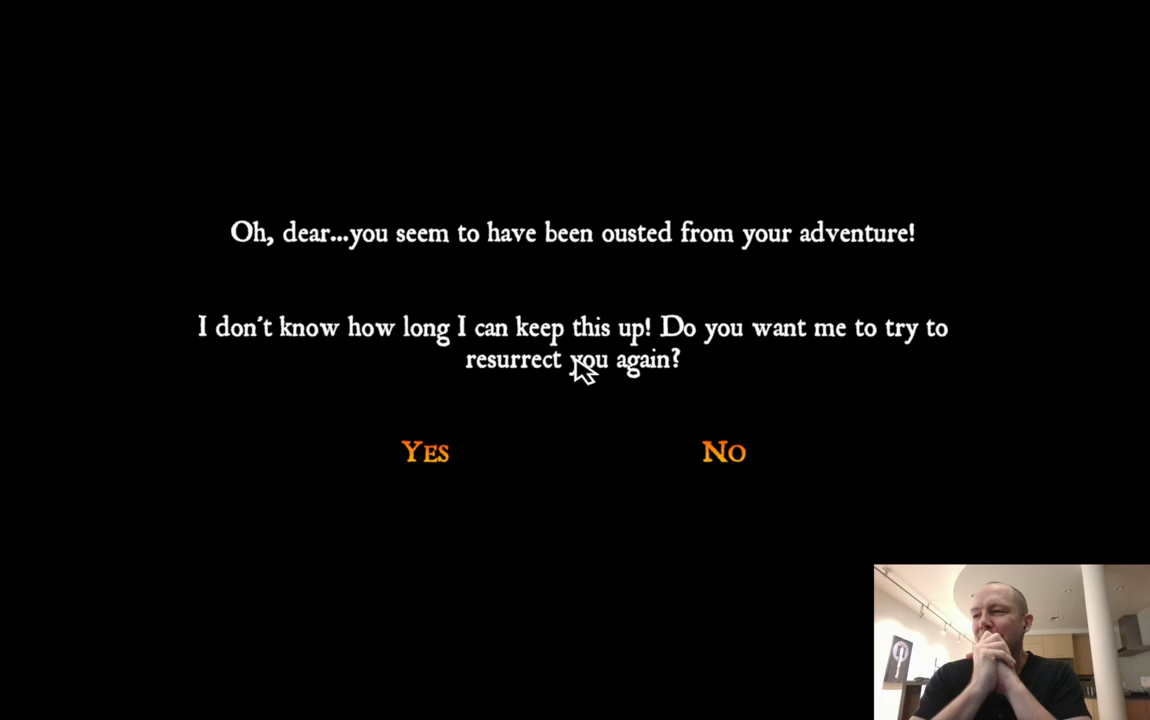 Oh, dear...you seem to have been ousted from your adventure!
I don't know how long I can keep this up! Do you want me to try to
resurrect you again?
YES NO